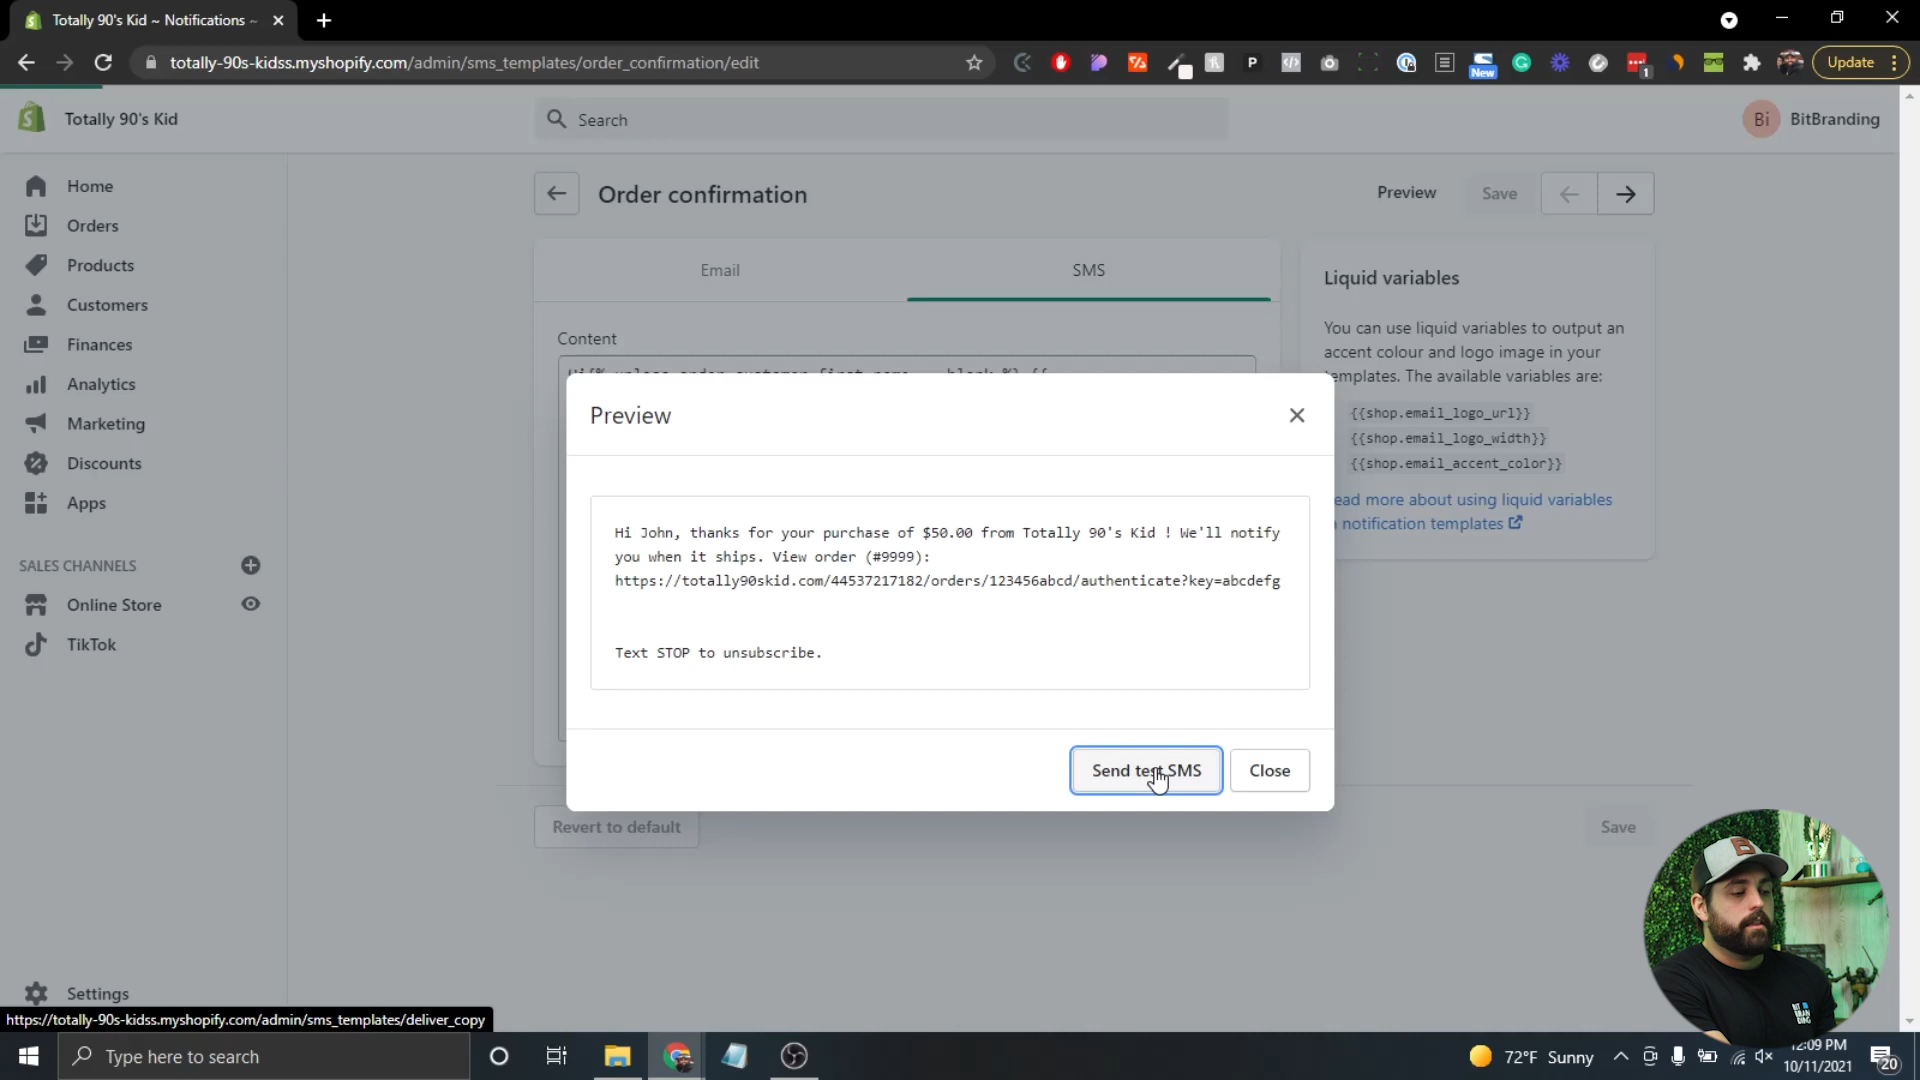 Totally 90's Kid ~ Notifications ~
totally-90s-kidss.myshopify.com/admin/sms_templates/order_confirmation/edit
New
1
Update
Totally 90's Kid
Search
Bi
BitBranding
Home
Orders
Products
Customers
Finances
Analytics
Marketing
Discounts
Apps
SALES CHANNELS
Online Store
TikTok
Settings
Order confirmation
Preview
Save
Email
SMS
Content
Liquid variables
You can use liquid variables to output an
accent colour and logo image in your
templates. The available variables are:
{{shop.email_logo_url}}
{{shop.email_logo_width}}
{{shop.email_accent_color}}
ead more about using liquid variables
notification templates
Preview
Hi John, thanks for your purchase of $50.00 from Totally 90's Kid ! We'll notify
you when it ships. View order (#9999):
https://totally90skid.com/44537217182/orders/123456abcd/authenticate?key=abcdefg
Text STOP to unsubscribe.
Send test SMS
Close
Revert to default
Save
BIT
BRAN
DING
https://totally-90s-kidss.myshopify.com/admin/sms_templates/deliver_copy
Type here to search
72°F Sunny
12:09 PM
10/11/2021
20